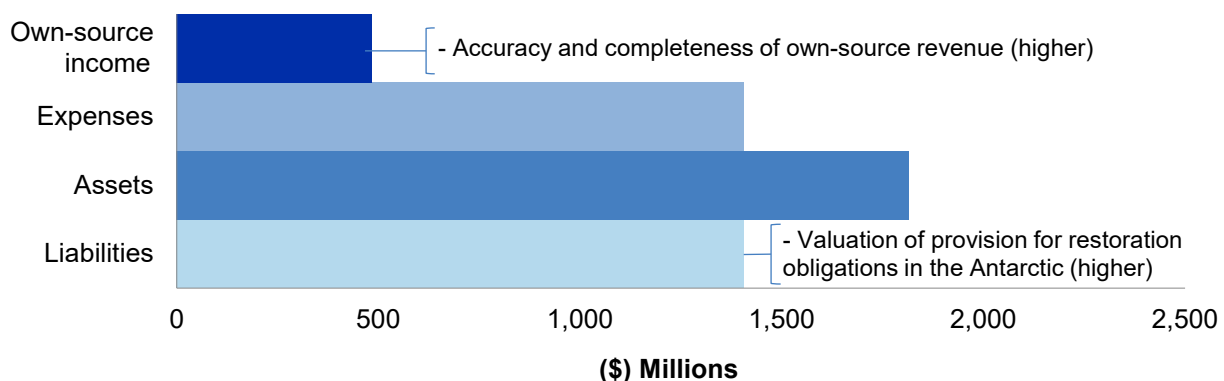 Own-source
income
- Accuracy and completeness of own-source revenue (higher)
Expenses
Assets
Liabilities
- Valuation of provision for restoration
obligations in the Antarctic (higher)
0 500 1,000 1,500 2,000 2,500
($) Millions